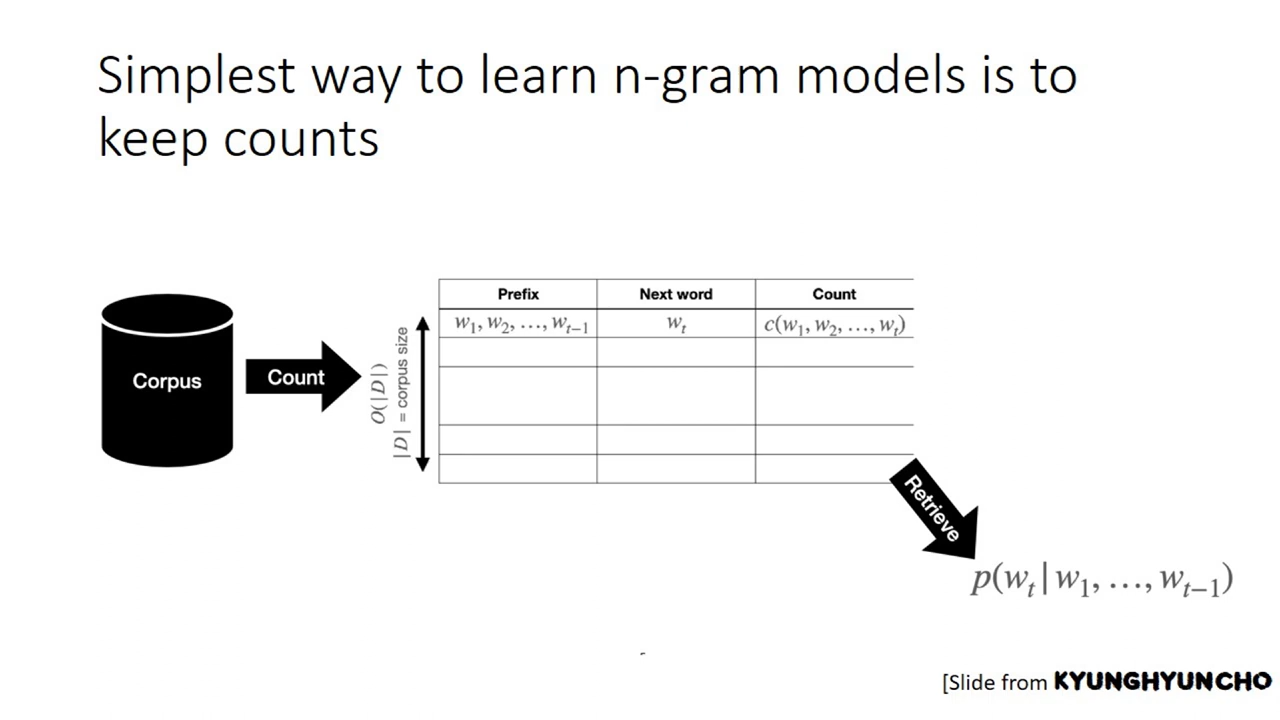 Simplest way to learn n-gram models is to
keep counts
Corpus
Count
O(|D|)
|D| = corpus size
Prefix Next word Count
w₁, w₂, …, wₜ₋₁ wₜ c(w₁, w₂, …, wₜ)
Retrieve
p(wₜ|w₁, …, wₜ₋₁)
[Slide from KYUNGHYUNCHO